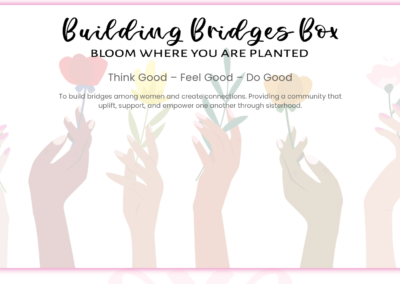 Building Bridges Box
BLOOM WHERE YOU ARE PLANTED
Think Good – Feel Good – Do Good
To build bridges among women and create connections. Providing a community that
uplift, support, and empower one another through sisterhood.